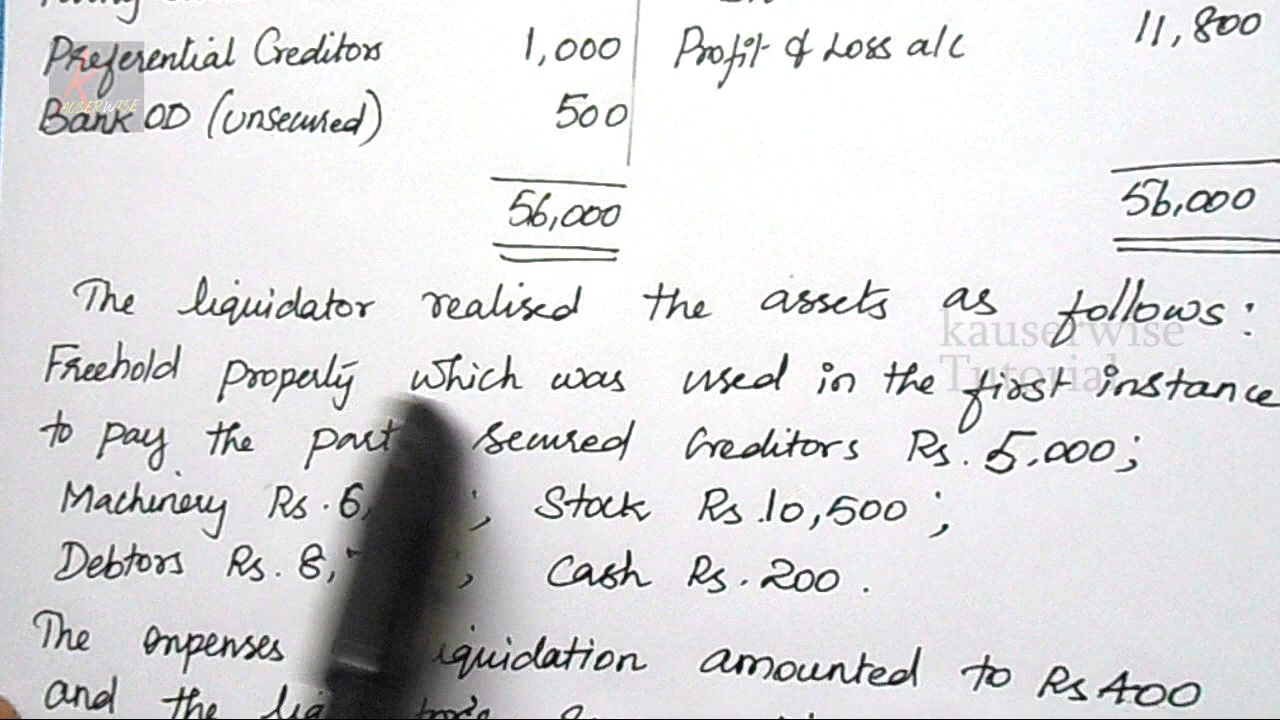 Preferential Creditors 1,000 Profit & Loss a/c 11,800
Bank OD (unsecured) 500
56,000 56,000
The liquidator realised the assets as follows:
Freehold property which was used in the first instance
to pay the part secured Creditors Rs. 5,000;
Machinery Rs. 6, ; Stock Rs. 10,500;
Debtors Rs. 8, ; Cash Rs. 200.
The expenses liquidation amounted to Rs 400
and the
KAUSERWISE
kauserwise
Tutorial